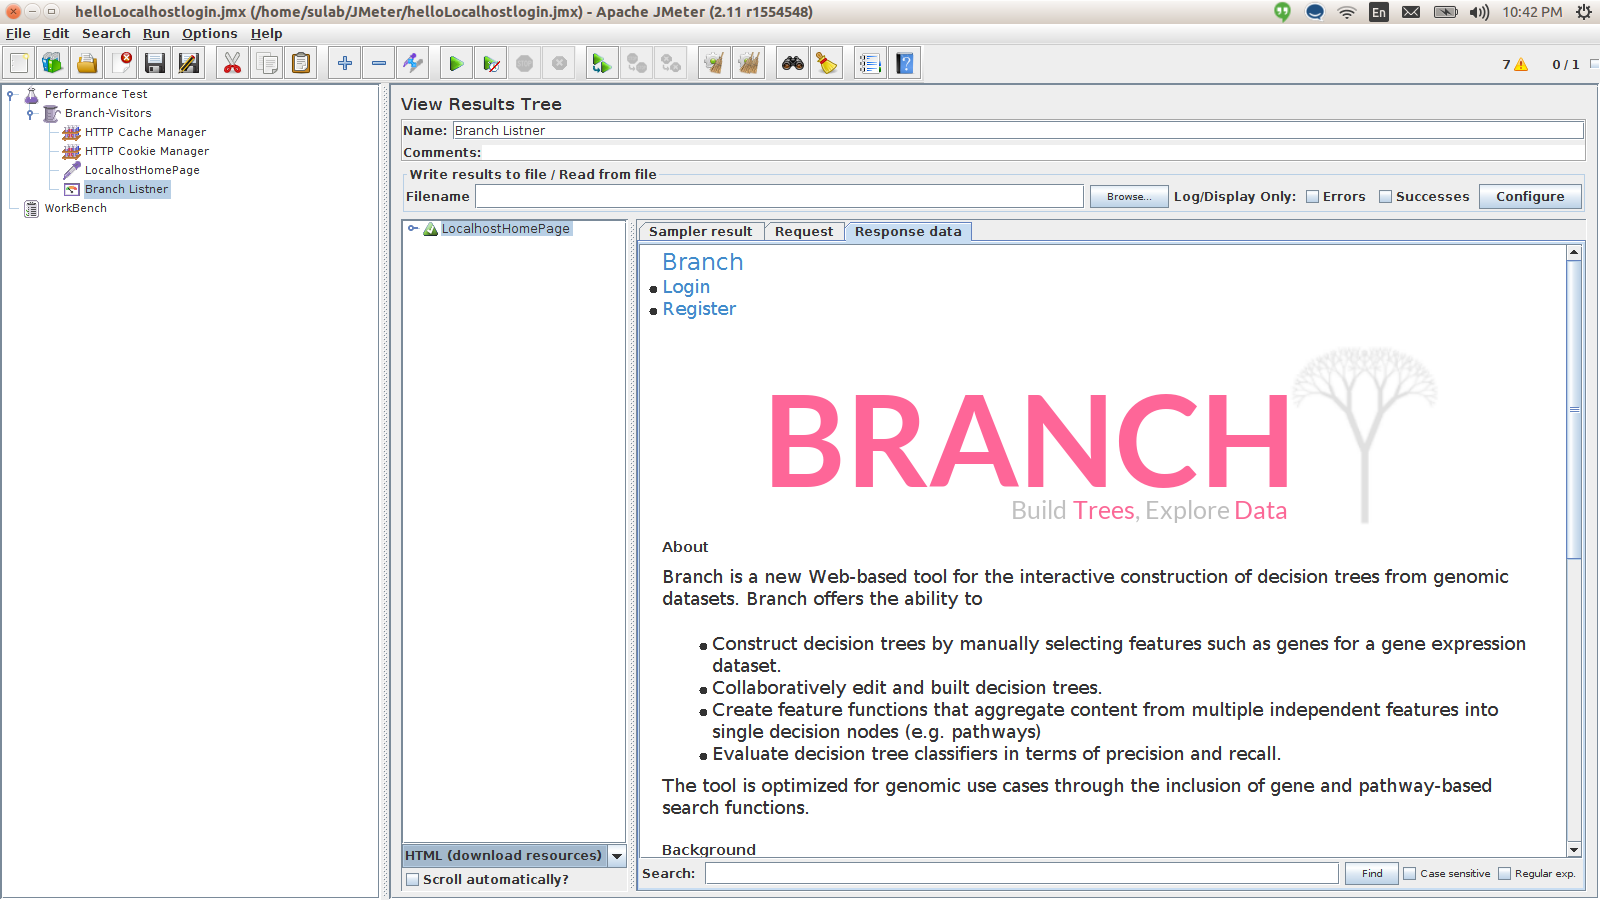 helloLocalhostlogin.jmx (/home/sulab/JMeter/helloLocalhostlogin.jmx) - Apache JMeter (2.11 r1554548)
En
10:42 PM
File Edit Search Run Options Help
7
0 / 1
Performance Test
Branch-Visitors
HTTP Cache Manager
HTTP Cookie Manager
LocalhostHomePage
Branch Listner
WorkBench
View Results Tree
Name: Branch Listner
Comments:
Write results to file / Read from file
Filename
Browse...
Log/Display Only:
Errors
Successes
Configure
LocalhostHomePage
HTML (download resources)
Scroll automatically?
Sampler result
Request
Response data
Branch
Login
Register
BRANCH
Build Trees, Explore Data
About
Branch is a new Web-based tool for the interactive construction of decision trees from genomic
datasets. Branch offers the ability to
Construct decision trees by manually selecting features such as genes for a gene expression
dataset.
Collaboratively edit and built decision trees.
Create feature functions that aggregate content from multiple independent features into
single decision nodes (e.g. pathways)
Evaluate decision tree classifiers in terms of precision and recall.
The tool is optimized for genomic use cases through the inclusion of gene and pathway-based
search functions.
Background
Search:
Find
Case sensitive
Regular exp.